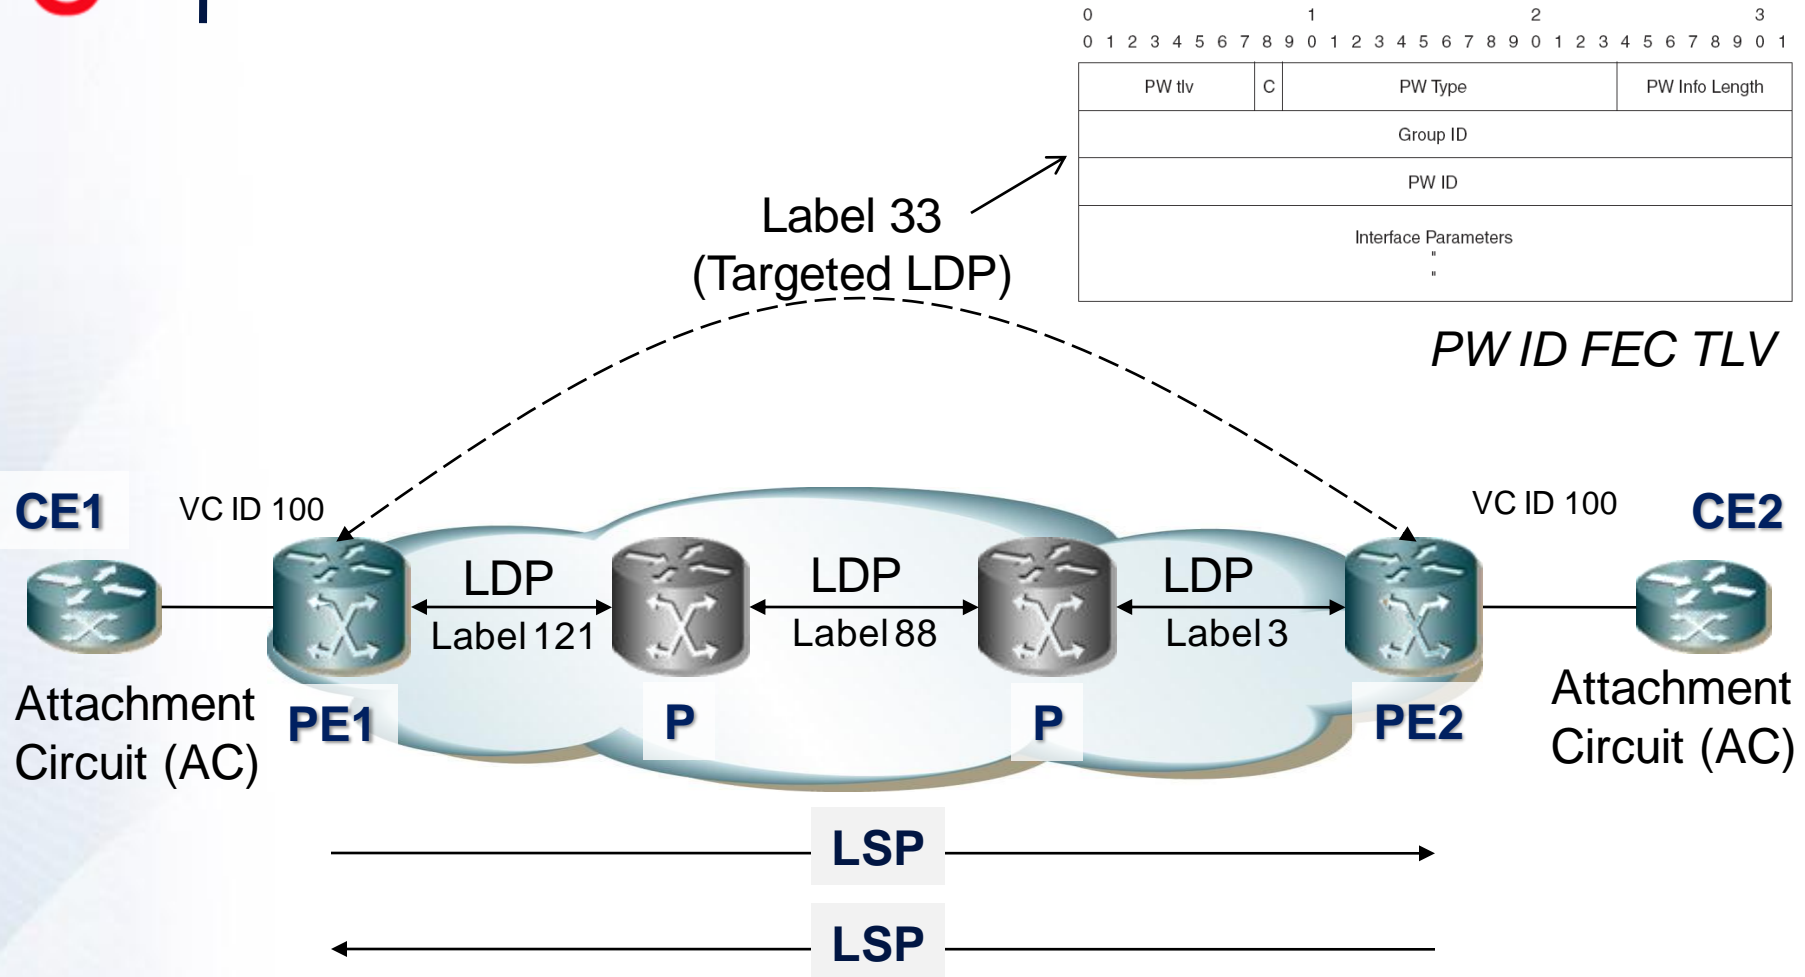 0 1 2 3
0 1 2 3 4 5 6 7 8 9 0 1 2 3 4 5 6 7 8 9 0 1 2 3 4 5 6 7 8 9 0 1
PW tlv C PW Type PW Info Length
Group ID
PW ID
Interface Parameters
"
"
PW ID FEC TLV
Label 33
(Targeted LDP)
CE1
VC ID 100
VC ID 100
CE2
LDP
Label 121
LDP
Label 88
LDP
Label 3
Attachment
Circuit (AC)
PE1
P
P
PE2
Attachment
Circuit (AC)
LSP
LSP